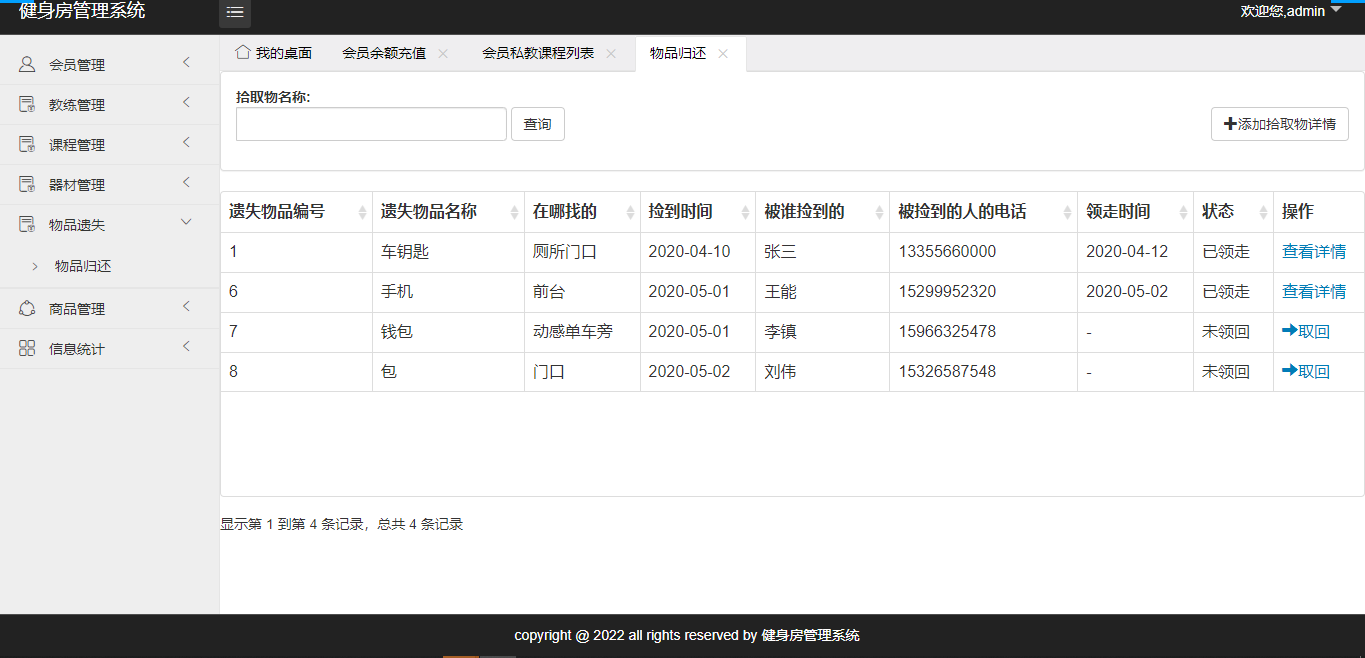 健身房管理系统
欢迎您,admin
会员管理
教练管理
课程管理
器材管理
物品遗失
物品归还
商品管理
信息统计
我的桌面 会员余额充值 会员私教课程列表 物品归还
拾取物名称:
查询
添加拾取物详情
遗失物品编号 遗失物品名称 在哪找的 捡到时间 被谁捡到的 被捡到的人的电话 领走时间 状态 操作
1 车钥匙 厕所门口 2020-04-10 张三 13355660000 2020-04-12 已领走 查看详情
6 手机 前台 2020-05-01 王能 15299952320 2020-05-02 已领走 查看详情
7 钱包 动感单车旁 2020-05-01 李镇 15966325478 - 未领回 取回
8 包 门口 2020-05-02 刘伟 15326587548 - 未领回 取回
显示第 1 到第 4 条记录，总共 4 条记录
copyright @ 2022 all rights reserved by 健身房管理系统